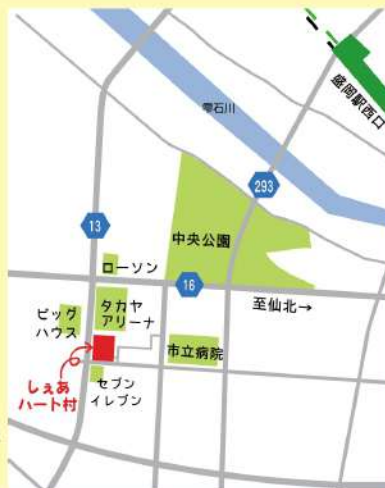 盛岡駅西口
雫石川
293
13
中央公園
ローソン
16
タカヤ
アリーナ
至仙北→
ビッグ
ハウス
市立病院
しぇあ
ハート村
セブン
イレブン